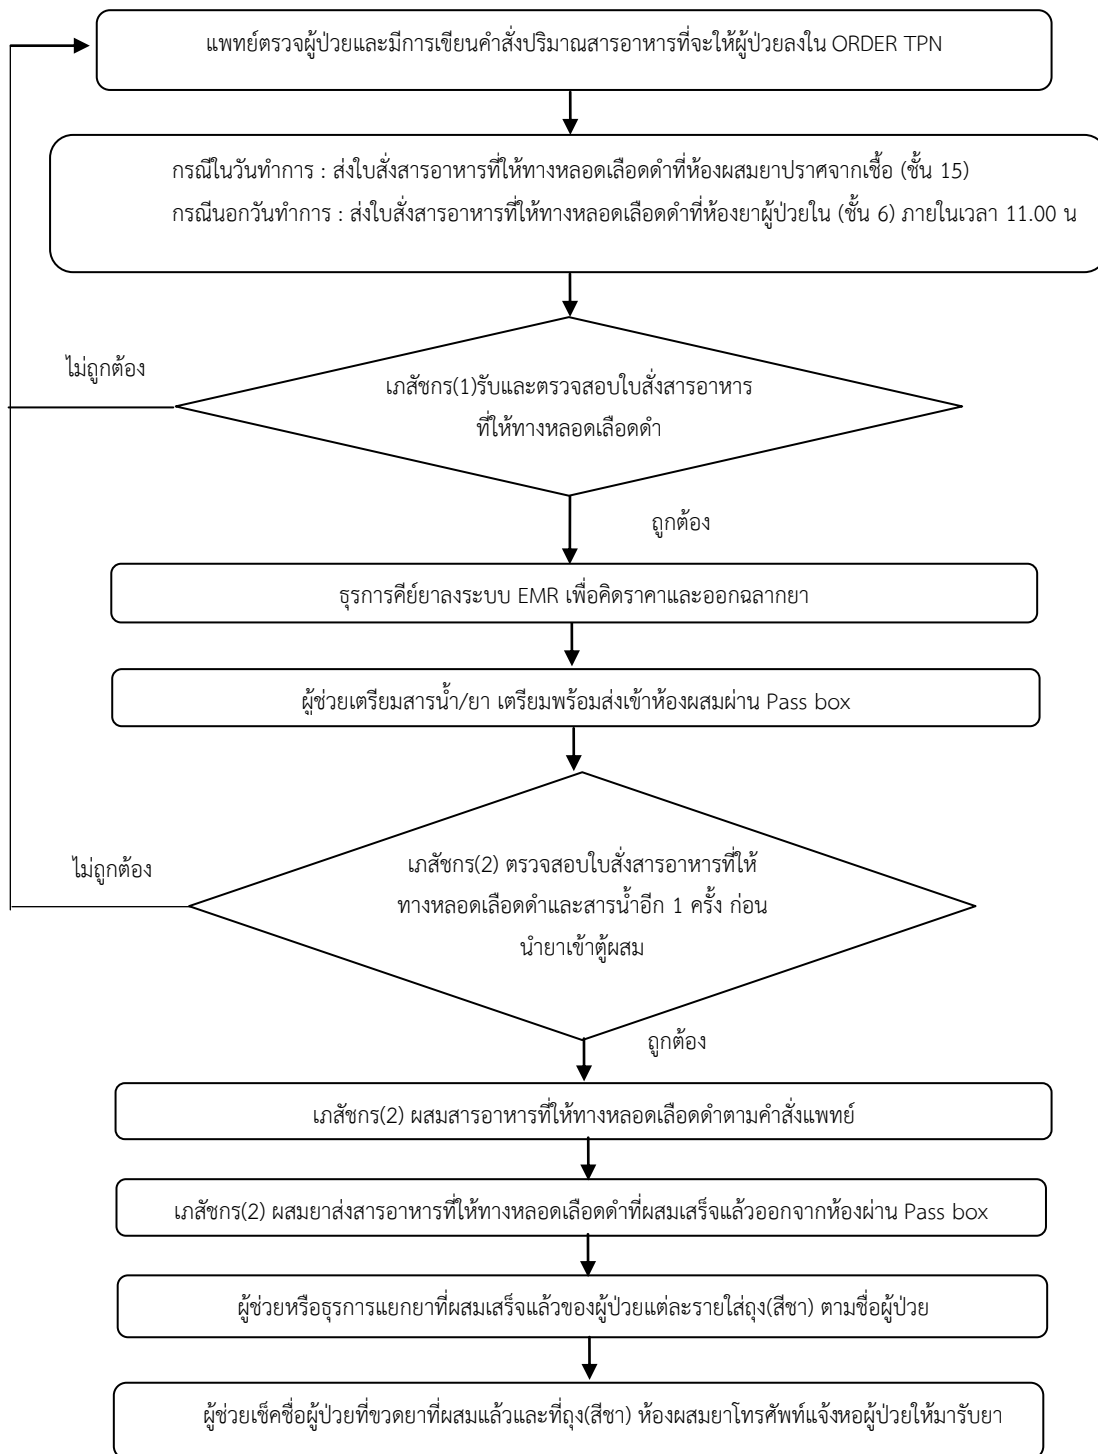 แพทย์ตรวจผู้ป่วยและมีการเขียนคำสั่งปริมาณสารอาหารที่จะให้ผู้ป่วยลงใน ORDER TPN
กรณีในวันทำการ : ส่งใบสั่งสารอาหารที่ให้ทางหลอดเลือดดำที่ห้องผสมยาปราศจากเชื้อ (ชั้น 15)
กรณีนอกวันทำการ : ส่งใบสั่งสารอาหารที่ให้ทางหลอดเลือดดำที่ห้องยาผู้ป่วยใน (ชั้น 6) ภายในเวลา 11.00 น
ไม่ถูกต้อง
เภสัชกร(1)รับและตรวจสอบใบสั่งสารอาหาร
ที่ให้ทางหลอดเลือดดำ
ถูกต้อง
ธุรการคีย์ยาลงระบบ EMR เพื่อคิดราคาและออกฉลากยา
ผู้ช่วยเตรียมสารน้ำ/ยา เตรียมพร้อมส่งเข้าห้องผสมผ่าน Pass box
ไม่ถูกต้อง
เภสัชกร(2) ตรวจสอบใบสั่งสารอาหารที่ให้
ทางหลอดเลือดดำและสารน้ำอีก 1 ครั้ง ก่อน
นำยาเข้าตู้ผสม
ถูกต้อง
เภสัชกร(2) ผสมสารอาหารที่ให้ทางหลอดเลือดดำตามคำสั่งแพทย์
เภสัชกร(2) ผสมยาส่งสารอาหารที่ให้ทางหลอดเลือดดำที่ผสมเสร็จแล้วออกจากห้องผ่าน Pass box
ผู้ช่วยหรือธุรการแยกยาที่ผสมเสร็จแล้วของผู้ป่วยแต่ละรายใส่ถุง(สีชา) ตามชื่อผู้ป่วย
ผู้ช่วยเช็คชื่อผู้ป่วยที่ขวดยาที่ผสมแล้วและที่ถุง(สีชา) ห้องผสมยาโทรศัพท์แจ้งหอผู้ป่วยให้มารับยา